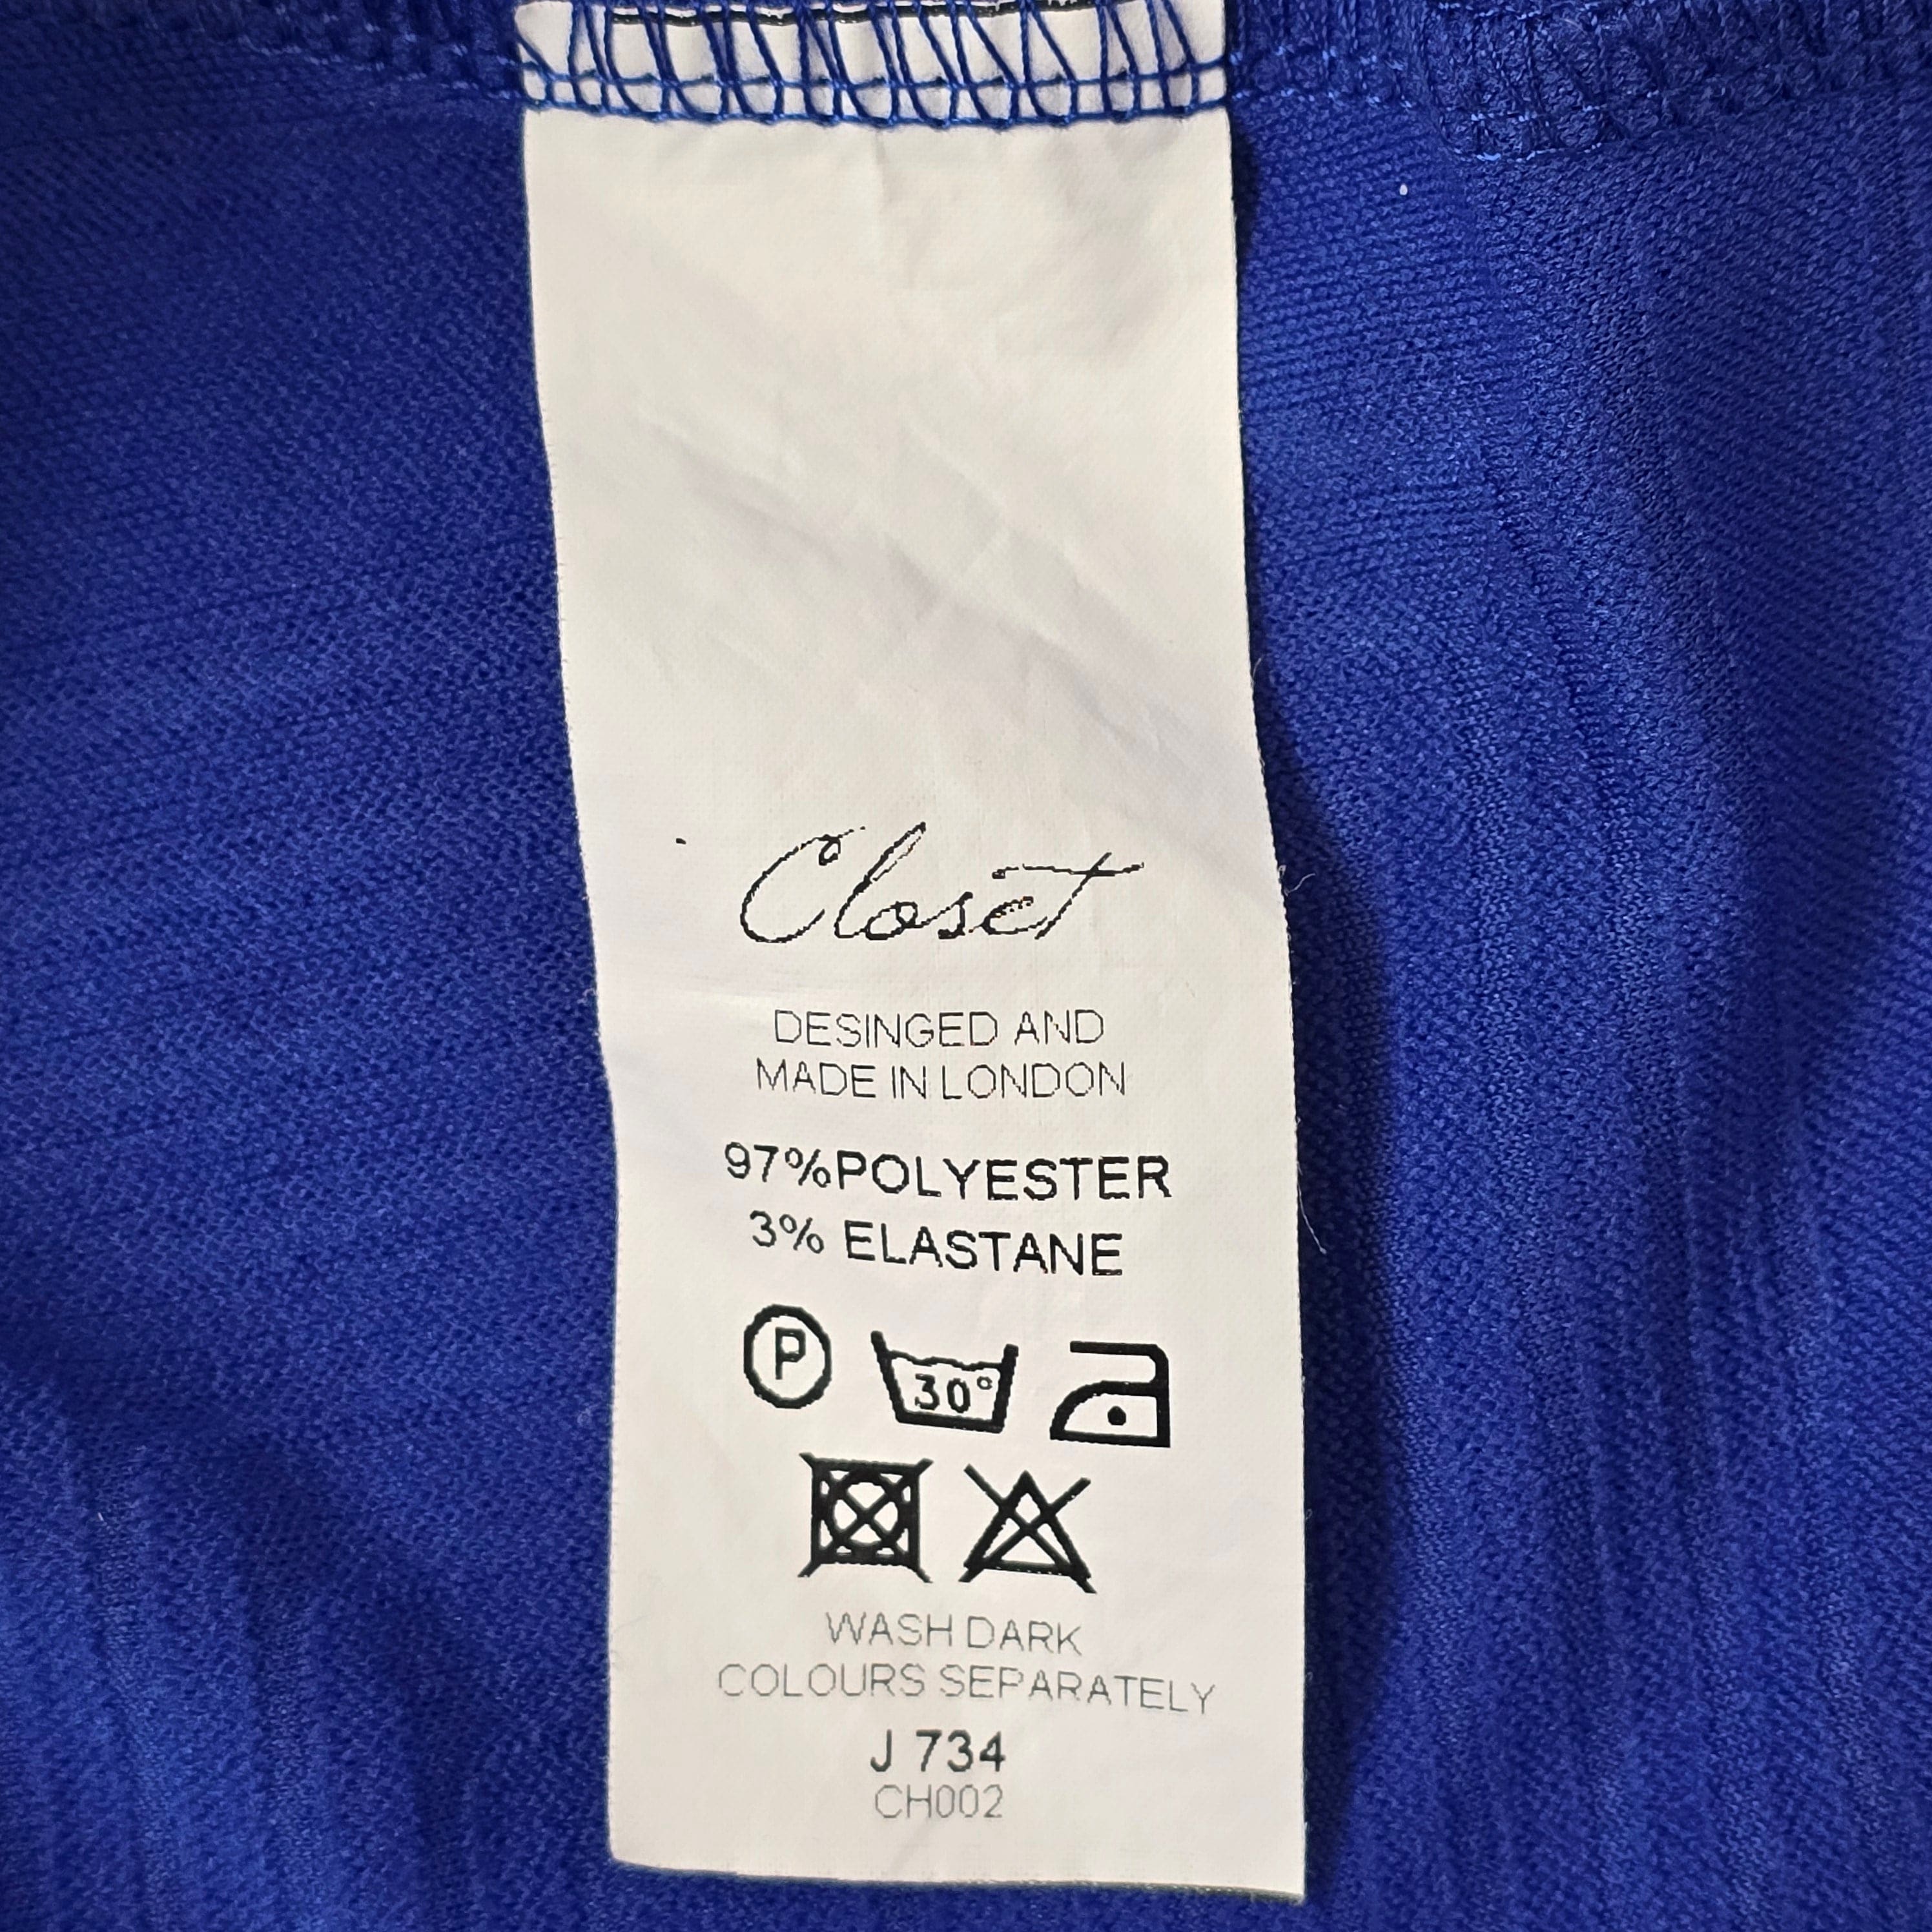 Closet
DESINGED AND
MADE IN LONDON
97%POLYESTER
3% ELASTANE
P
30°
WASH DARK
COLOURS SEPARATELY
J 734
CH002